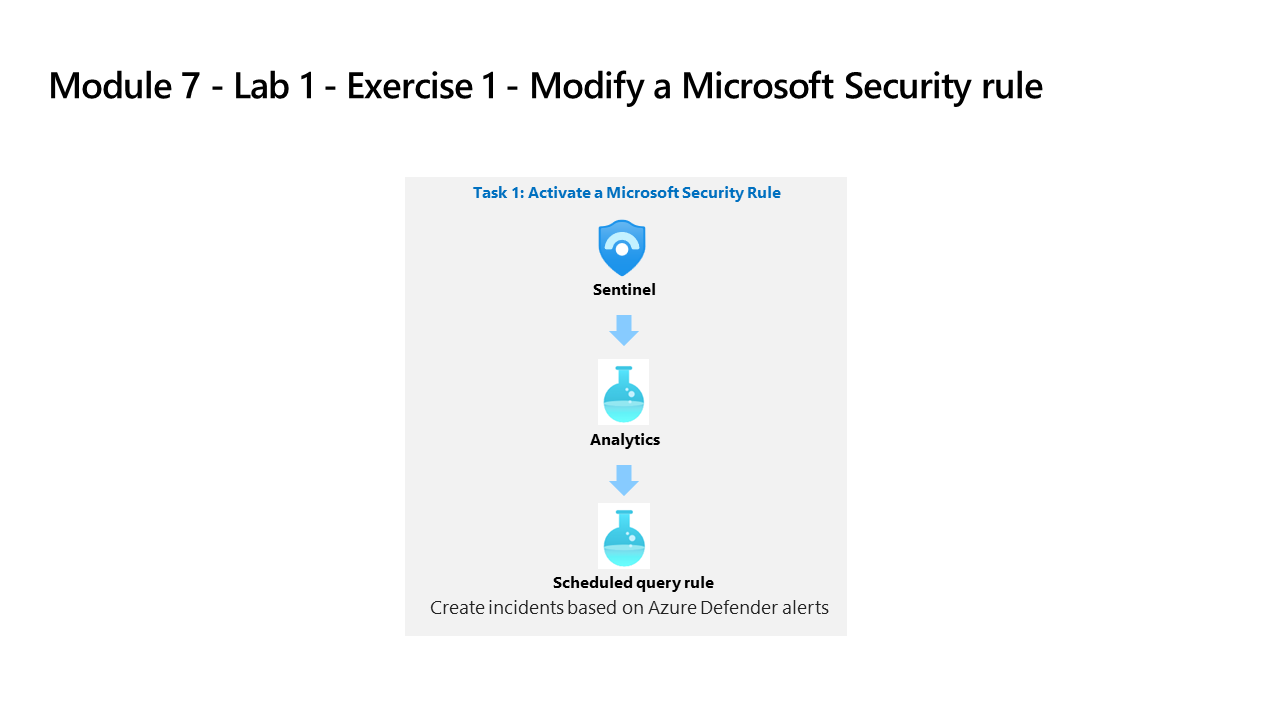 Module 7 - Lab 1 - Exercise 1 - Modify a Microsoft Security rule
Task 1: Activate a Microsoft Security Rule
Sentinel
Analytics
Scheduled query rule
Create incidents based on Azure Defender alerts